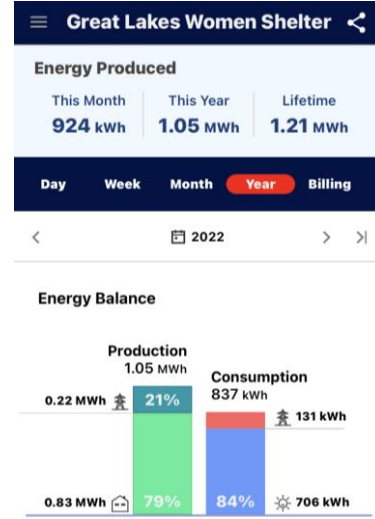 Great Lakes Women Shelter
Energy Produced
This Month This Year Lifetime
924 kWh 1.05 MWh 1.21 MWh
Day Week Month Year Billing
2022
Energy Balance
Production
1.05 MWh
Consumption
837 kWh
0.22 MWh 21%
131 kWh
0.83 MWh 79% 84% 706 kWh